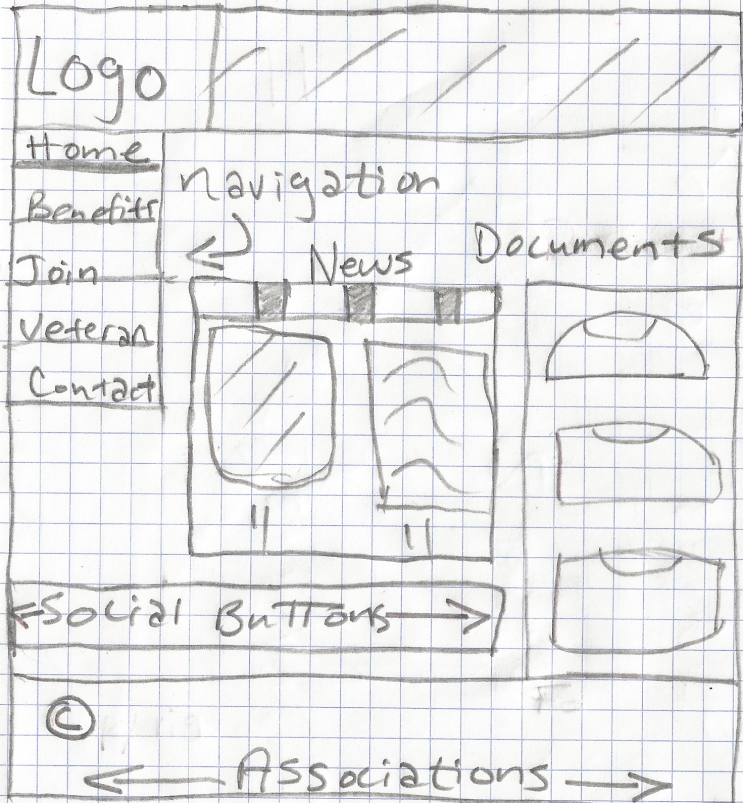 Logo
Home
navigation
Benefits
Documents
News
Join
Veteran
Contact
Social Buttons
©
Associations